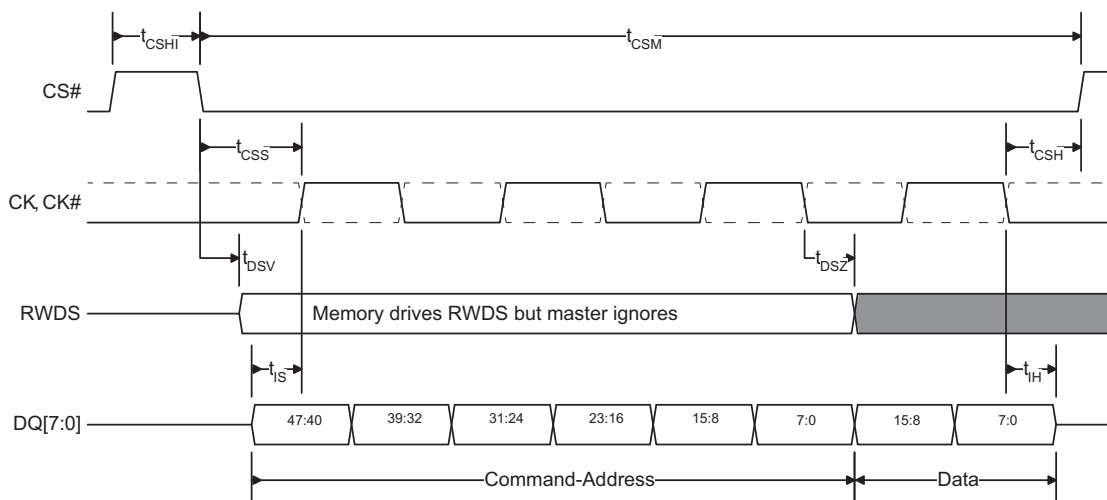 tCSHI
tCSM
CS#
tCSS
tCSH
CK, CK#
tDSV
tDSZ
RWDS
Memory drives RWDS but master ignores
tIS
tIH
DQ[7:0]
47:40 39:32 31:24 23:16 15:8 7:0 15:8 7:0
Command-Address
Data